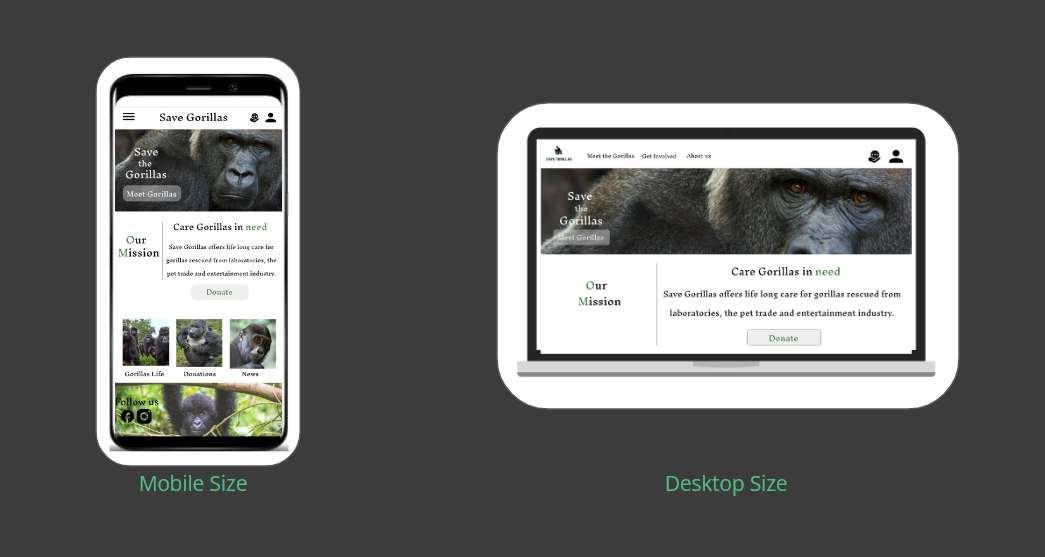 Save Gorillas
Save
the
Gorillas
Meet Gorillas
Our
Mission
Care Gorillas in need
Save Gorillas offers life long care for
gorillas rescued from laboratories, the
pet trade and entertainment industry.
Donate
Gorillas Life
Donations
News
Follow us
Mobile Size
SAVE GORILLAS
Meet the Gorillas
Get Involved
About us
Save
the
Gorillas
Meet Gorillas
Our
Mission
Care Gorillas in need
Save Gorillas offers life long care for gorillas rescued from
laboratories, the pet trade and entertainment industry.
Donate
Desktop Size